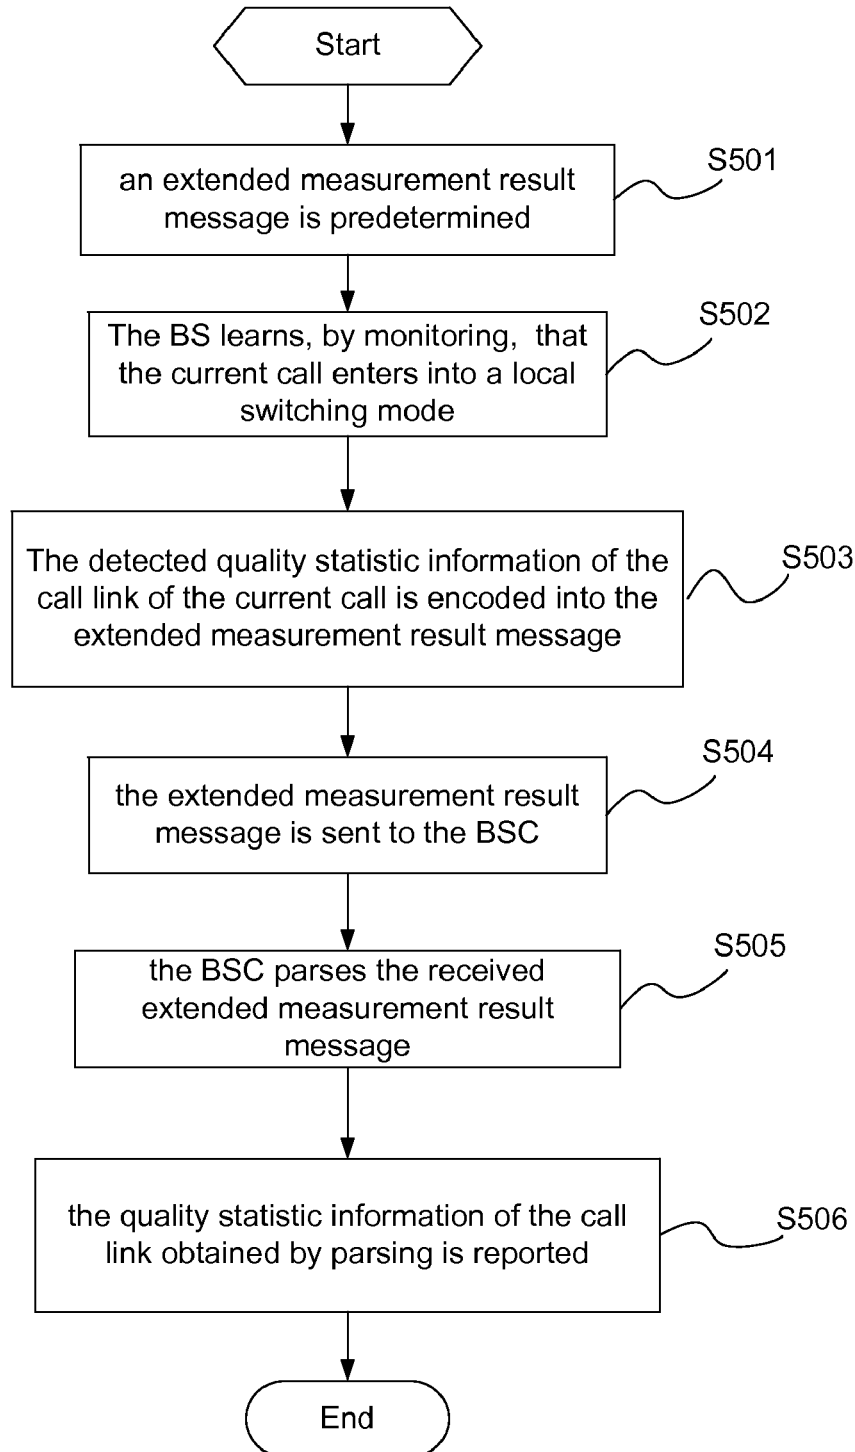 Start
S501
an extended measurement result
message is predetermined
S502
The BS learns, by monitoring, that
the current call enters into a local
switching mode
S503
The detected quality statistic information of the
call link of the current call is encoded into the
extended measurement result message
S504
the extended measurement result
message is sent to the BSC
S505
the BSC parses the received
extended measurement result
message
S506
the quality statistic information of the call
link obtained by parsing is reported
End